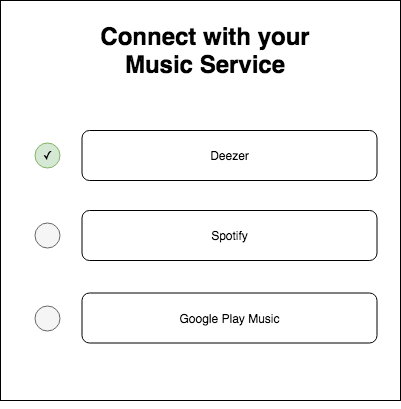 Connect with your
Music Service
✓ Deezer
Spotify
Google Play Music